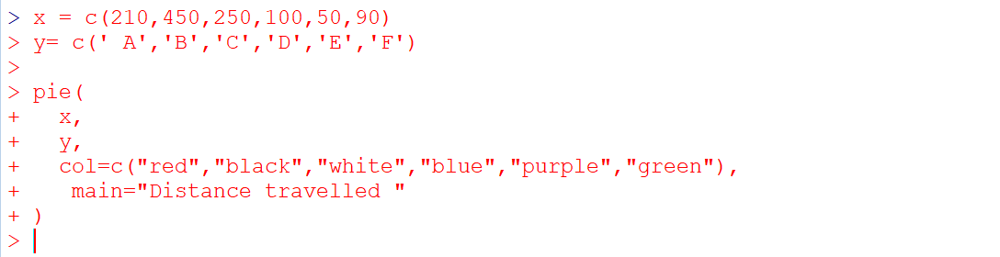 > x = c(210,450,250,100,50,90)
> y= c(' A','B','C','D','E','F')
>
> pie(
+   x,
+   y,
+   col=c("red","black","white","blue","purple","green"),
+    main="Distance travelled "
+ )
>